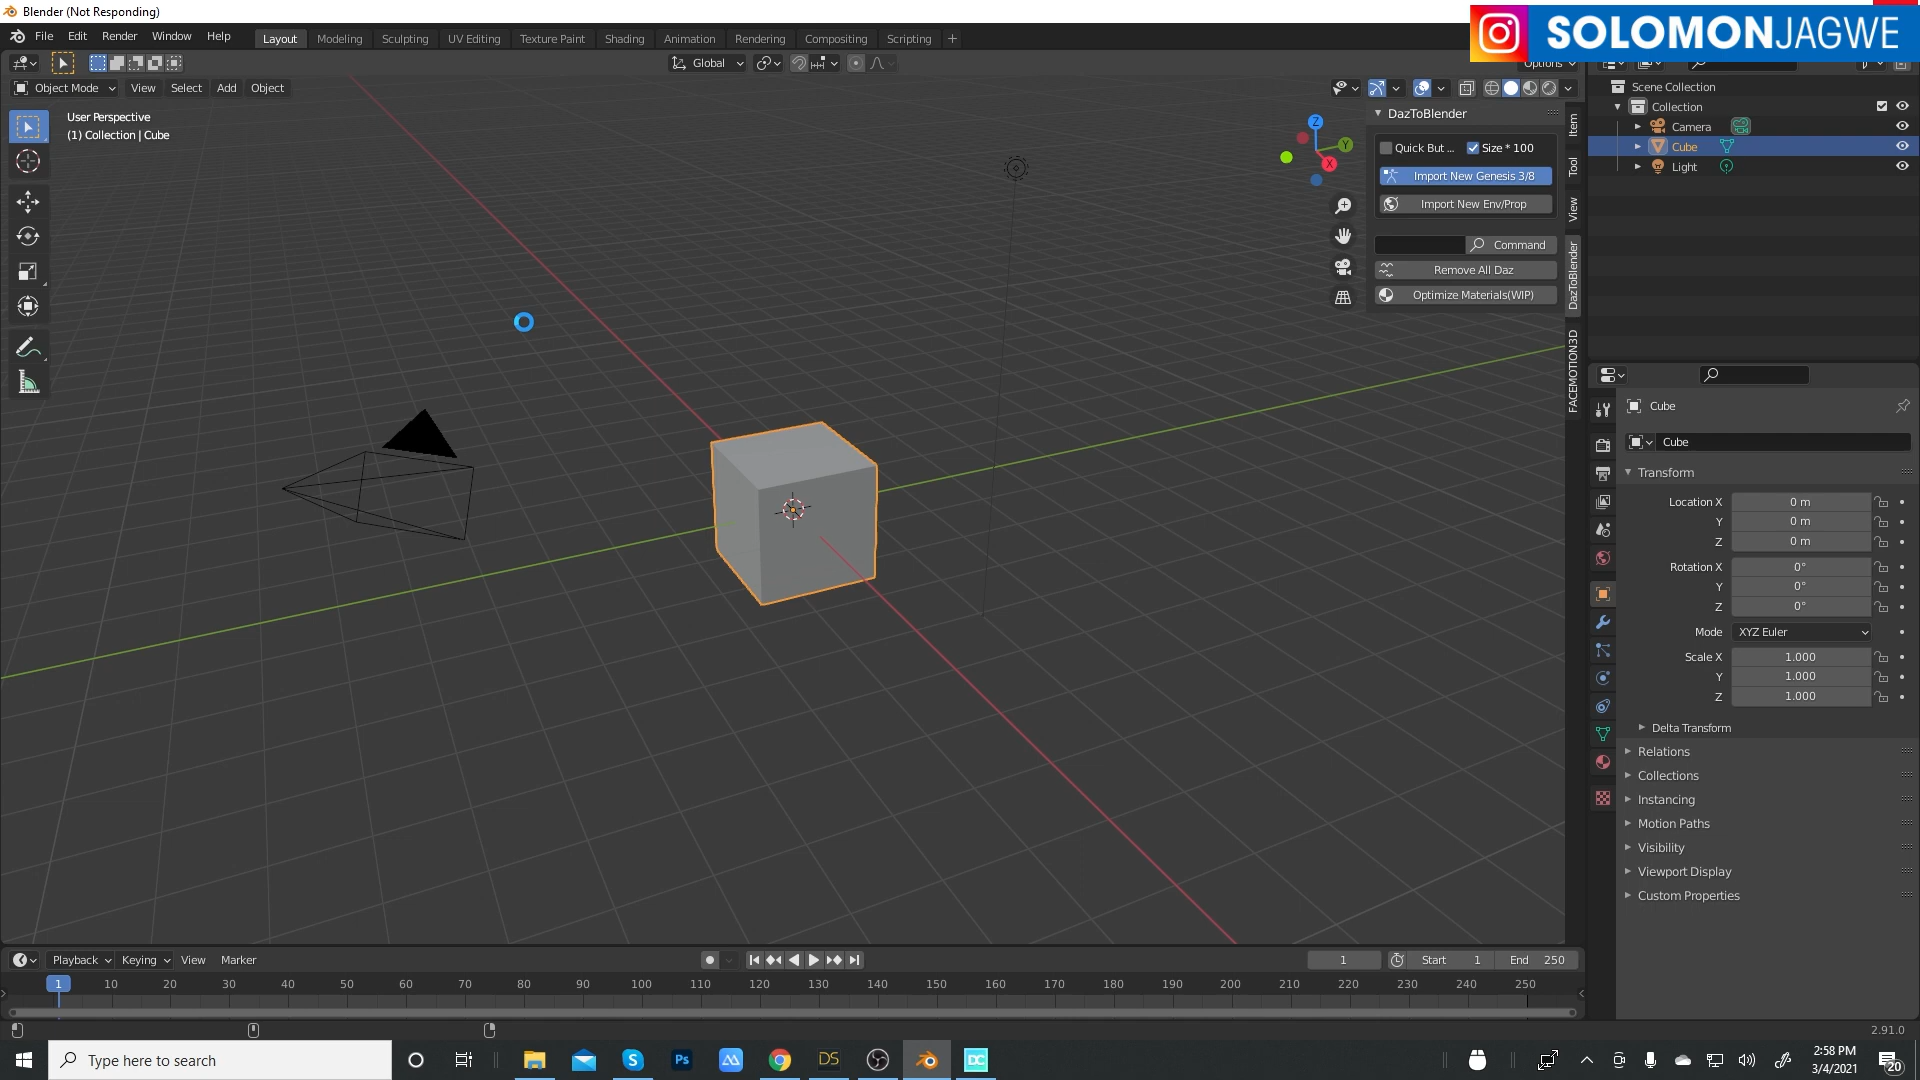 Blender (Not Responding)
File Edit Render Window Help
Layout Modeling Sculpting UV Editing Texture Paint Shading Animation Rendering Compositing Scripting
SOLOMONJAGWE
Global
Options
Object Mode View Select Add Object
User Perspective
(1) Collection | Cube
Z
Y
X
DazToBlender
Quick But ... Size * 100
Import New Genesis 3/8
Import New Env/Prop
Command
Remove All Daz
Optimize Materials(WIP)
Item
Tool
View
DazToBlender
FACEMOTION3D
Scene Collection
Collection
Camera
Cube
Light
Cube
Cube
Transform
Location X 0 m
Y 0 m
Z 0 m
Rotation X 0°
Y 0°
Z 0°
Mode XYZ Euler
Scale X 1.000
Y 1.000
Z 1.000
Delta Transform
Relations
Collections
Instancing
Motion Paths
Visibility
Viewport Display
Custom Properties
Playback Keying View Marker
1 Start 1 End 250
1 10 20 30 40 50 60 70 80 90 100 110 120 130 140 150 160 170 180 190 200 210 220 230 240 250
2.91.0
Type here to search
S Ps DS DC
2:58 PM
3/4/2021
20